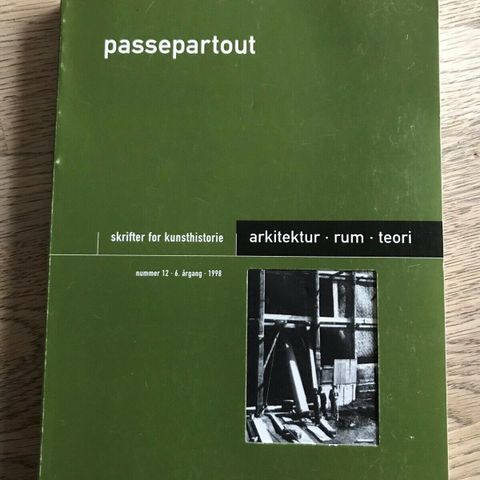 passepartout
skrifter for kunsthistorie
arkitektur · rum · teori
nummer 12 · 6. årgang · 1998